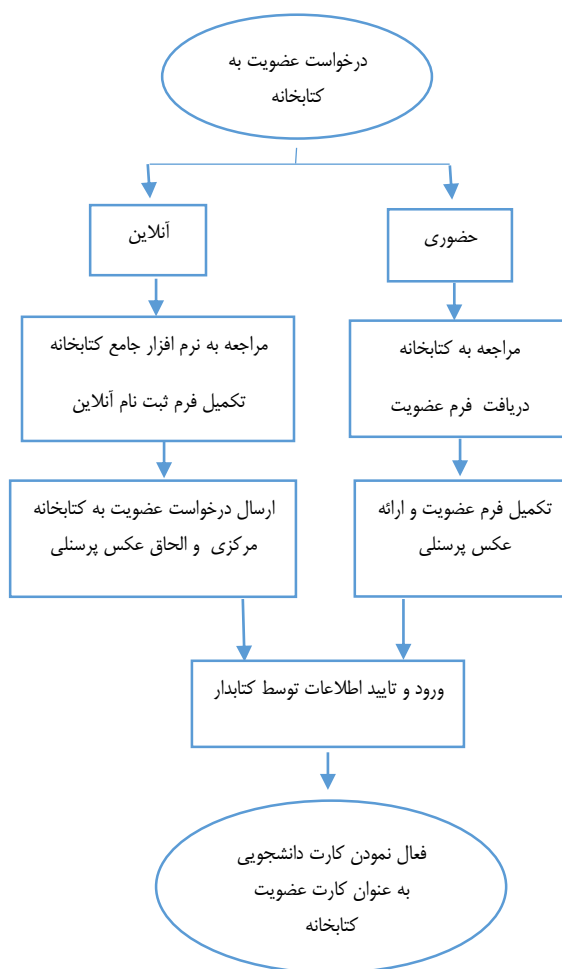 درخواست عضویت به
کتابخانه
حضوری
آنلاین
مراجعه به کتابخانه
دریافت فرم عضویت
مراجعه به نرم افزار جامع کتابخانه
تکمیل فرم ثبت نام آنلاین
تکمیل فرم عضویت و ارائه
عکس پرسنلی
ارسال درخواست عضویت به کتابخانه
مرکزی و الحاق عکس پرسنلی
ورود و تایید اطلاعات توسط کتابدار
فعال نمودن کارت دانشجویی
به عنوان کارت عضویت
کتابخانه